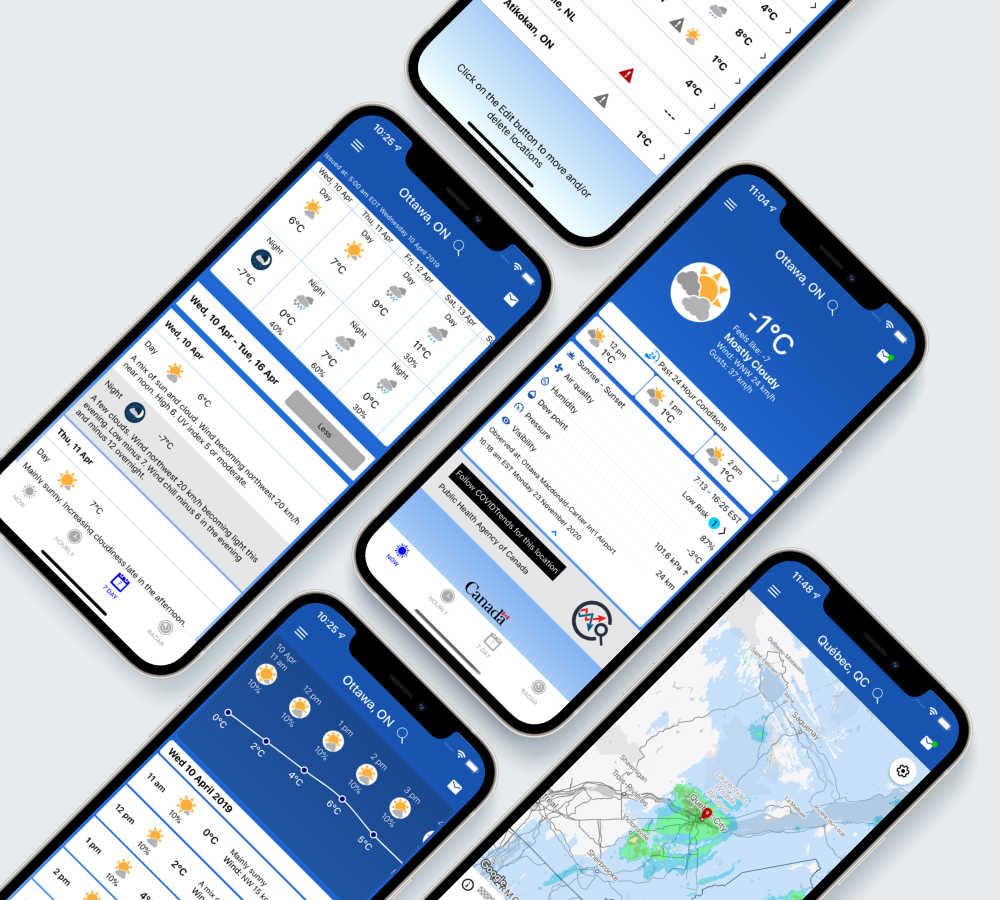 le, NL
Atikokan, ON
4°C
8°C
1°C
4°C
---
1°C
Click on the Edit button to move and/or
delete locations
10:25
Ottawa, ON
Issued at: 5:00 am EDT Wednesday 10 April 2019
Wed, 10 Apr
Thu, 11 Apr
Fri, 12 Apr
Sat, 13 Apr
Day
Day
Day
Day
6°C
7°C
9°C
11°C
30%
Night
Night
Night
Night
-7°C
0°C
7°C
0°C
40%
60%
30%
Wed, 10 Apr - Tue, 16 Apr
Less
Wed, 10 Apr
Day
6°C
A mix of sun and cloud. Wind becoming northwest 20 km/h
near noon. High 6. UV index 5 or moderate.
Night
-7°C
A few clouds. Wind northwest 20 km/h becoming light this
evening. Low minus 7. Wind chill minus 6 in the evening
and minus 12 overnight.
Thu, 11 Apr
Day
7°C
Mainly sunny. Increasing cloudiness late in the afternoon.
NOW
HOURLY
7 DAY
RADAR
11:04
Ottawa, ON
-1°C
Feels like: -7
Mostly Cloudy
Wind: WNW 24 km/h
Gusts: 37 km/h
24
Past 24 Hour Conditions
12 pm
1°C
1 pm
1°C
2 pm
1°C
Sunrise - Sunset
7:13 - 16:25 EST
Air quality
Low Risk
1
Humidity
87%
Dew point
-3°C
Pressure
101.6 kPa
Visibility
24 km
Observed at: Ottawa Macdonald-Cartier Int'l Airport
10:18 am EST Monday 23 November 2020
Follow COVIDTrends for this location
Public Health Agency of Canada
Canada
NOW
HOURLY
7 DAY
RADAR
10:25
Ottawa, ON
10 Apr
11 am
12 pm
1 pm
2 pm
3 pm
10%
10%
10%
10%
10%
0°C
2°C
4°C
6°C
5°C
Wed 10 April 2019
11 am
10%
0°C
Mainly sunny
Wind: NW 15 k
12 pm
10%
2°C
A mix o
1 pm
10%
2 pm
11:48
Québec, QC
Dolbeau-Mistassini
Alma
Saguenay
Shawinigan
Trois-Rivières
Québec City
Sherbrooke
Google